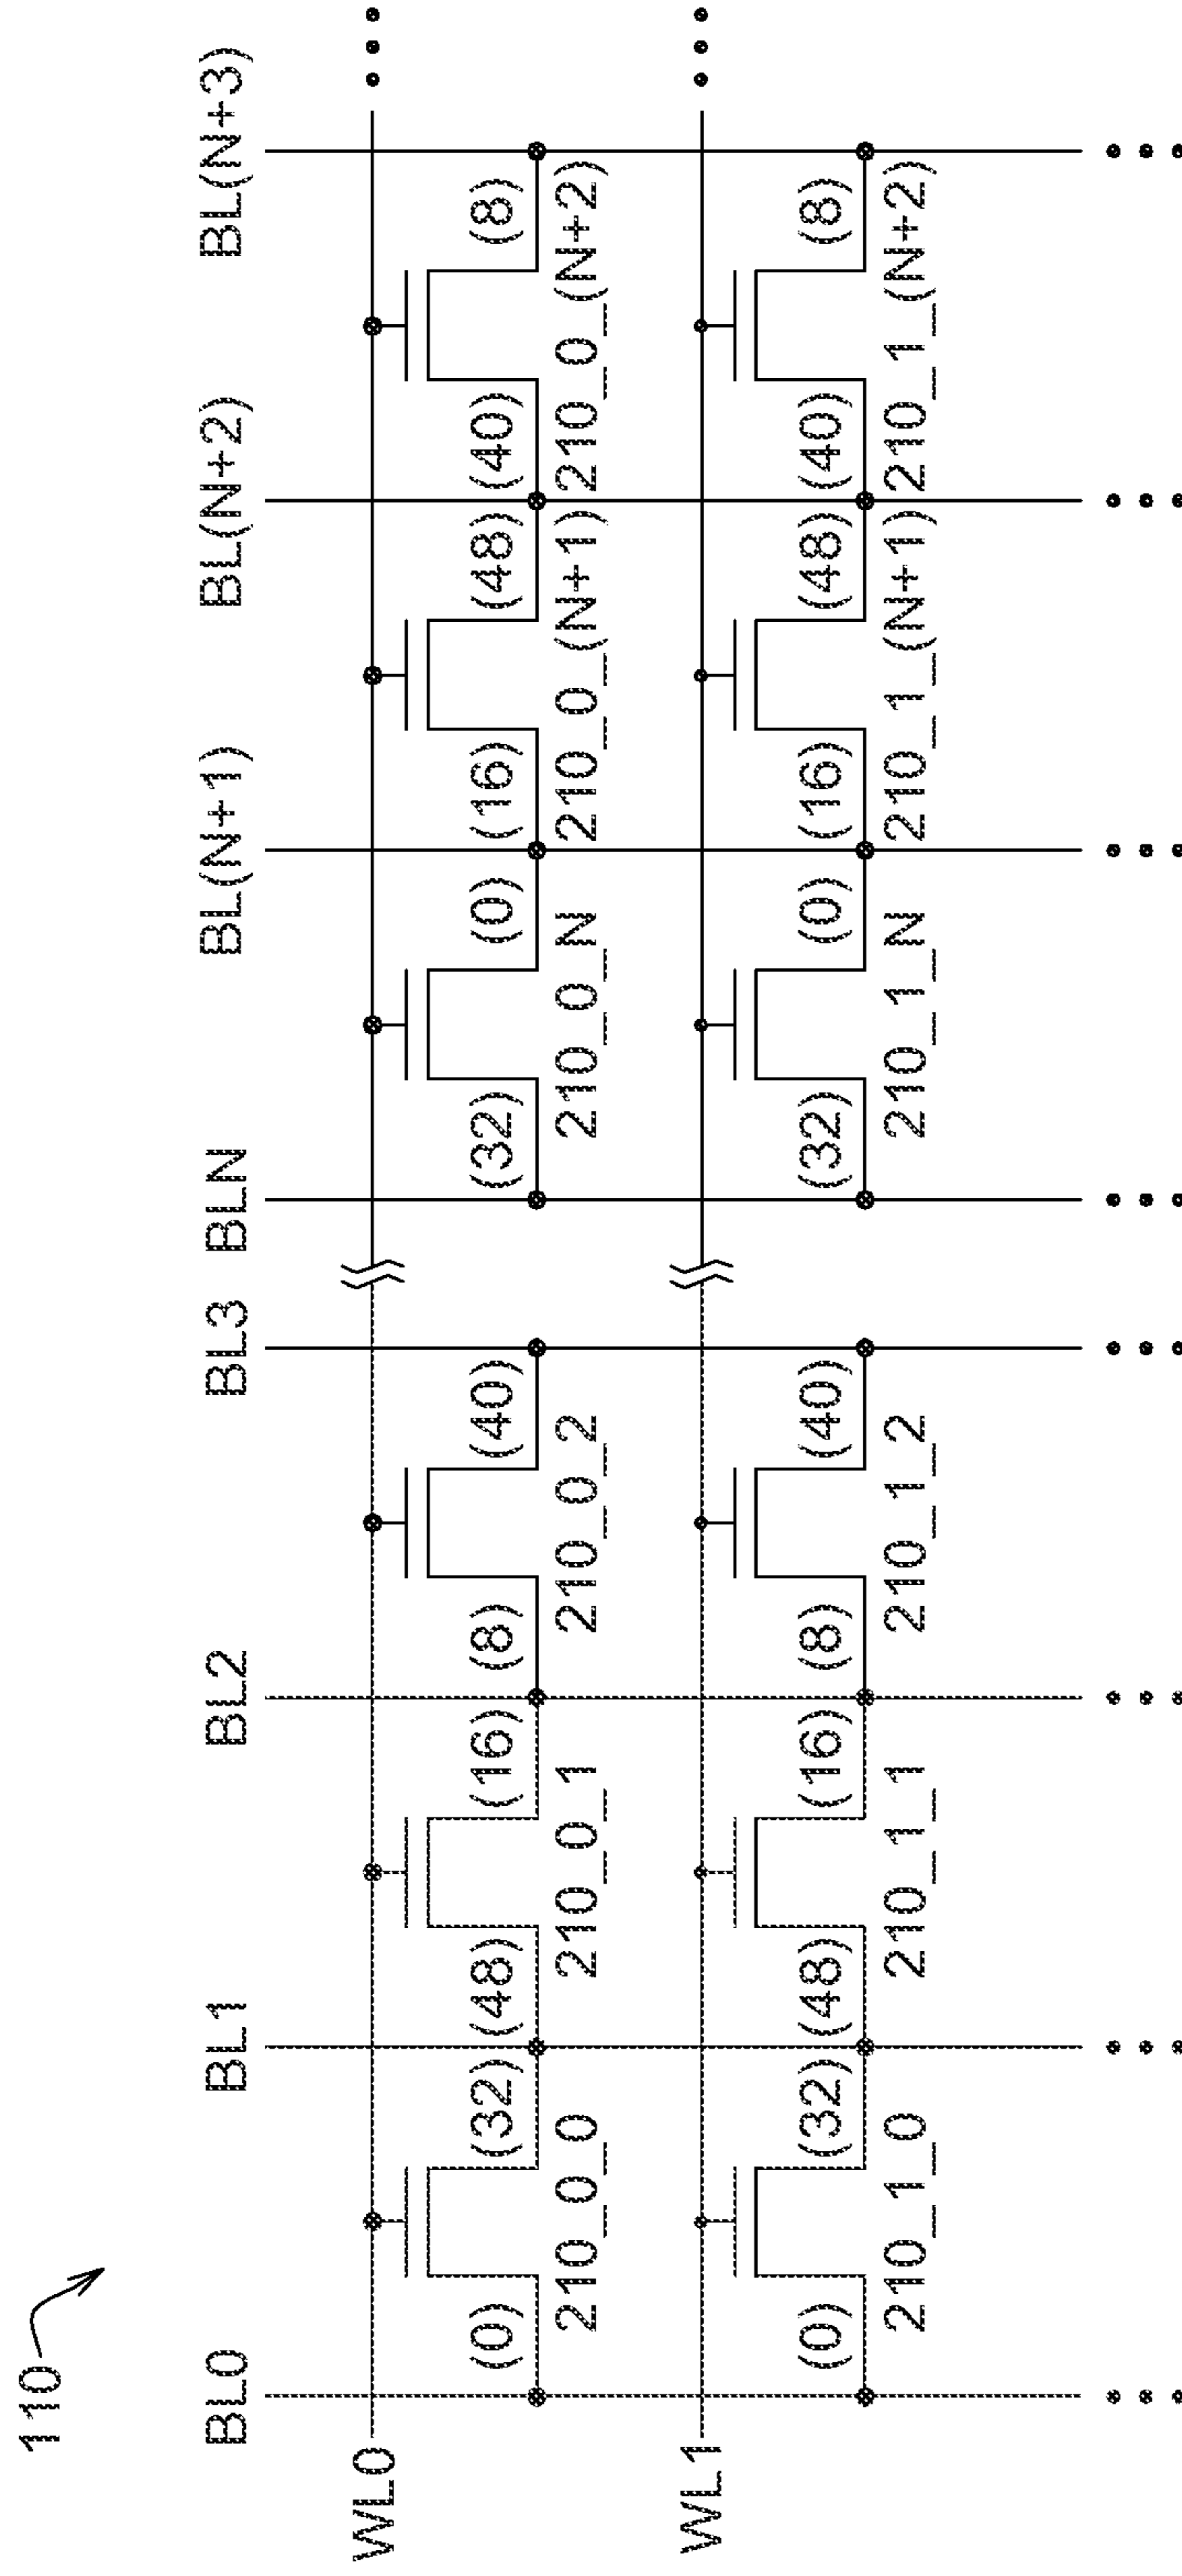 110
BL0 BL1 BL2 BL3 BLN BL(N+1) BL(N+2) BL(N+3)
WL0
(0) (32) (48) (16) (8) (40) (32) (0) (16) (48) (40) (8)
210_0_0 210_0_1 210_0_2 210_0_N 210_0_(N+1) 210_0_(N+2)
WL1
(0) (32) (48) (16) (8) (40) (32) (0) (16) (48) (40) (8)
210_1_0 210_1_1 210_1_2 210_1_N 210_1_(N+1) 210_1_(N+2)